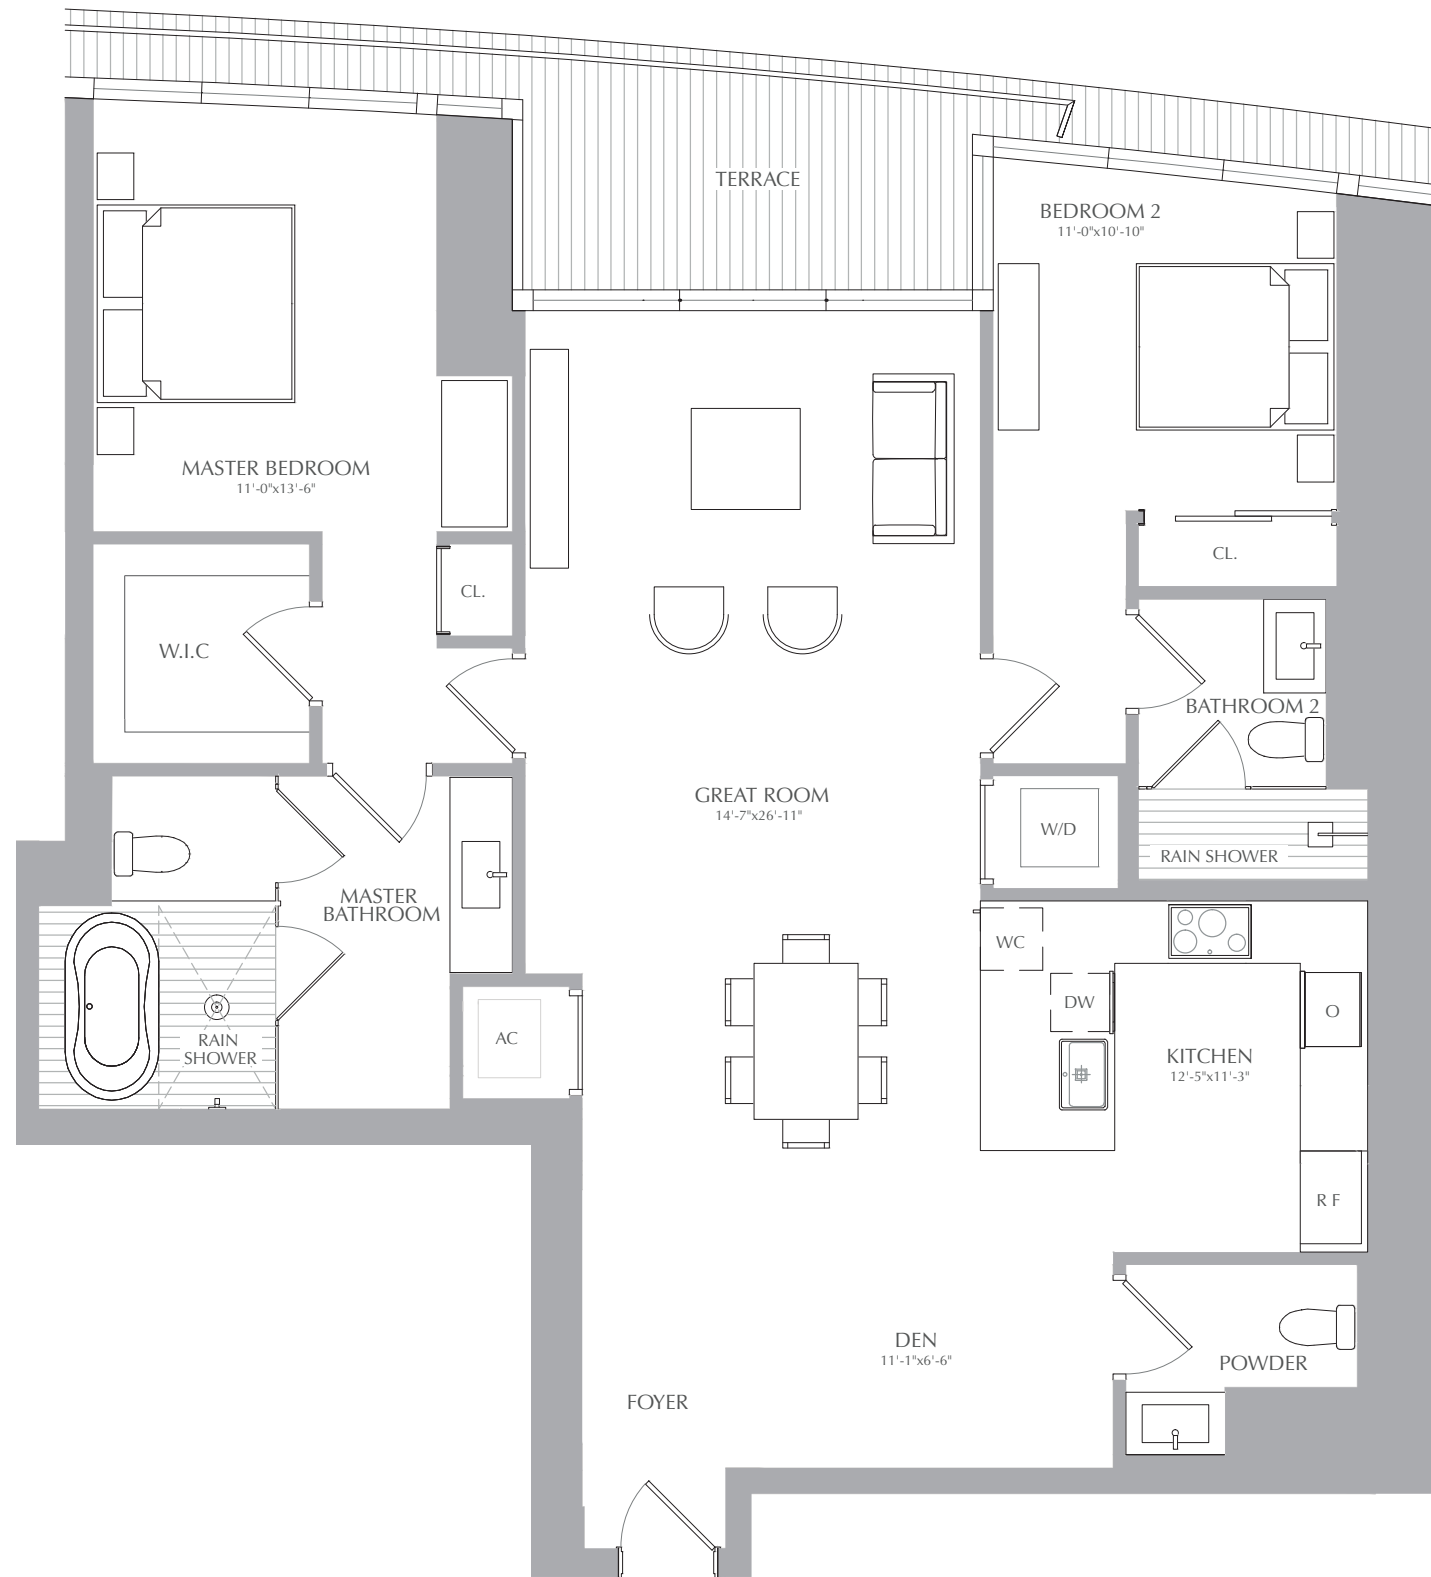 TERRACE
BEDROOM 2
11'-0"x10'-10"
MASTER BEDROOM
11'-0"x13'-6"
CL.
CL.
W.I.C
BATHROOM 2
GREAT ROOM
14'-7"x26'-11"
W/D
RAIN SHOWER
MASTER
BATHROOM
WC
DW
O
RAIN
SHOWER
AC
KITCHEN
12'-5"x11'-3"
R F
DEN
11'-1"x6'-6"
POWDER
FOYER